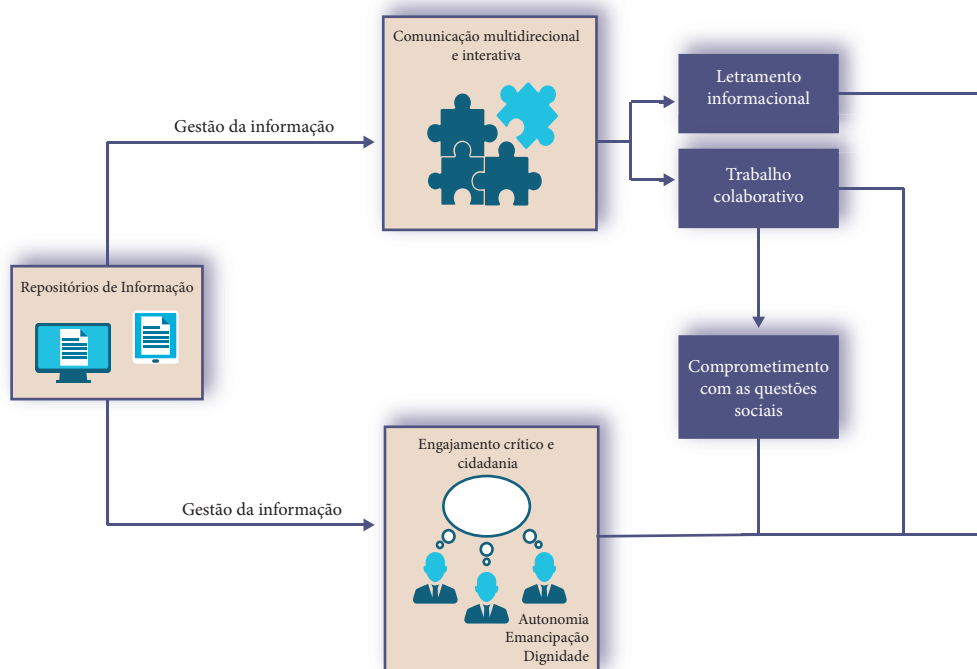 Comunicação multidirecional
e interativa
Letramento
informacional
Gestão da informação
Trabalho
colaborativo
Repositórios de Informação
Comprometimento
com as questões
sociais
Engajamento crítico e
cidadania
Gestão da informação
Autonomia
Emancipação
Dignidade